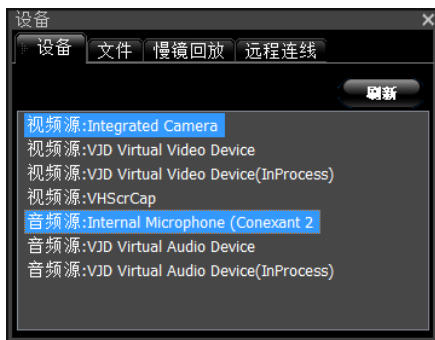 设备
设备 文件 慢镜回放 远程连线
刷新
视频源:Integrated Camera
视频源:VJD Virtual Video Device
视频源:VJD Virtual Video Device(InProcess)
视频源:VHScrCap
音频源:Internal Microphone (Conexant 2
音频源:VJD Virtual Audio Device
音频源:VJD Virtual Audio Device(InProcess)